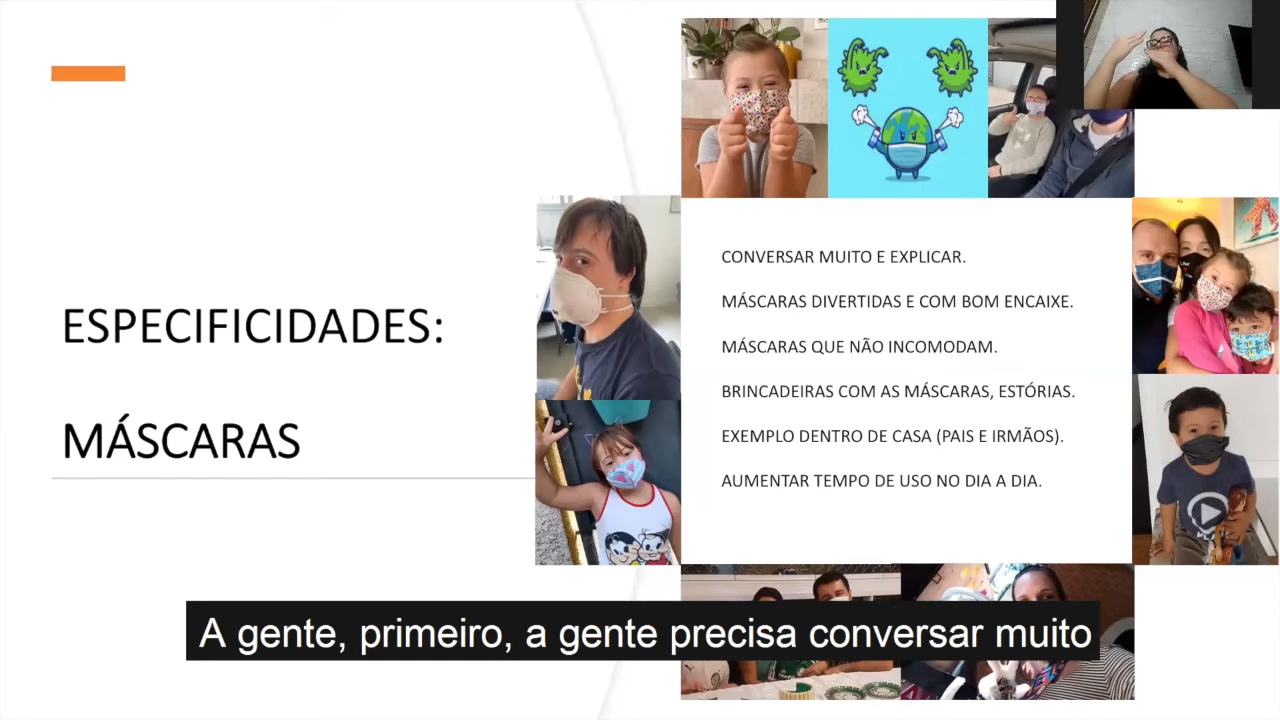 ESPECIFICIDADES:
MÁSCARAS
CONVERSAR MUITO E EXPLICAR.
MÁSCARAS DIVERTIDAS E COM BOM ENCAIXE.
MÁSCARAS QUE NÃO INCOMODAM.
BRINCADEIRAS COM AS MÁSCARAS, ESTÓRIAS.
EXEMPLO DENTRO DE CASA (PAIS E IRMÃOS).
AUMENTAR TEMPO DE USO NO DIA A DIA.
A gente, primeiro, a gente precisa conversar muito